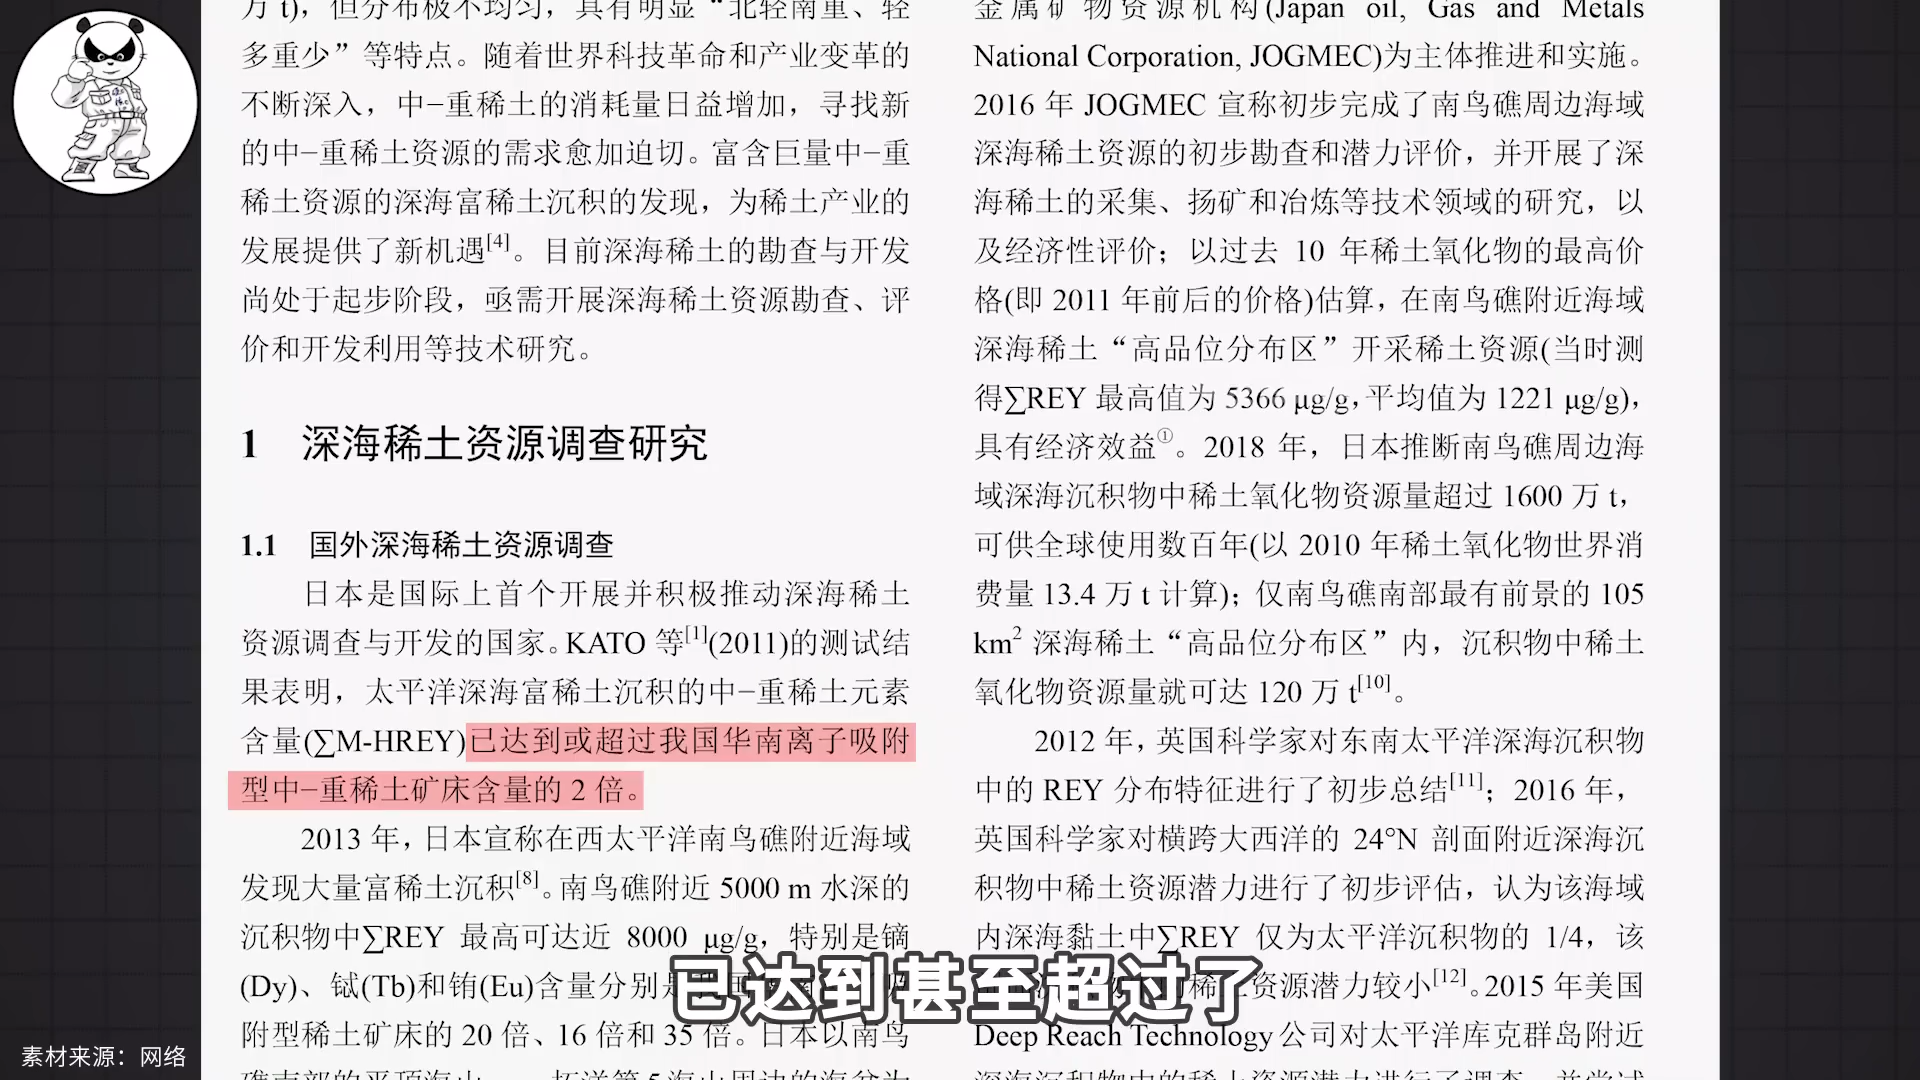 万 t)，但分布极不均匀，具有明显“北轻南重、轻
多重少”等特点。随着世界科技革命和产业变革的
不断深入，中−重稀土的消耗量日益增加，寻找新
的中−重稀土资源的需求愈加迫切。富含巨量中−重
稀土资源的深海富稀土沉积的发现，为稀土产业的
发展提供了新机遇[4]。目前深海稀土的勘查与开发
尚处于起步阶段，亟需开展深海稀土资源勘查、评
价和开发利用等技术研究。
1 深海稀土资源调查研究
1.1 国外深海稀土资源调查
日本是国际上首个开展并积极推动深海稀土
资源调查与开发的国家。KATO 等[1](2011)的测试结
果表明，太平洋深海富稀土沉积的中−重稀土元素
含量(∑M-HREY)已达到或超过我国华南离子吸附
型中−重稀土矿床含量的 2 倍。
2013 年，日本宣称在西太平洋南鸟礁附近海域
发现大量富稀土沉积[8]。南鸟礁附近 5000 m 水深的
沉积物中∑REY 最高可达近 8000 μg/g，特别是镝
(Dy)、铽(Tb)和铕(Eu)含量分别是
附型稀土矿床的 20 倍、16 倍和 35 倍。日本以南鸟
金属矿物资源机构(Japan oil, Gas and Metals
National Corporation, JOGMEC)为主体推进和实施。
2016 年 JOGMEC 宣称初步完成了南鸟礁周边海域
深海稀土资源的初步勘查和潜力评价，并开展了深
海稀土的采集、扬矿和冶炼等技术领域的研究，以
及经济性评价；以过去 10 年稀土氧化物的最高价
格(即 2011 年前后的价格)估算，在南鸟礁附近海域
深海稀土“高品位分布区”开采稀土资源(当时测
得∑REY 最高值为 5366 μg/g，平均值为 1221 μg/g)，
具有经济效益①。2018 年，日本推断南鸟礁周边海
域深海沉积物中稀土氧化物资源量超过 1600 万 t，
可供全球使用数百年(以 2010 年稀土氧化物世界消
费量 13.4 万 t 计算)；仅南鸟礁南部最有前景的 105
km² 深海稀土“高品位分布区”内，沉积物中稀土
氧化物资源量就可达 120 万 t[10]。
2012 年，英国科学家对东南太平洋深海沉积物
中的 REY 分布特征进行了初步总结[11]；2016 年，
英国科学家对横跨大西洋的 24°N 剖面附近深海沉
积物中稀土资源潜力进行了初步评估，认为该海域
内深海黏土中∑REY 仅为太平洋沉积物的 1/4，该
稀土资源潜力较小[12]。2015 年美国
Deep Reach Technology 公司对太平洋库克群岛附近
已达到甚至超过了
素材来源：网络